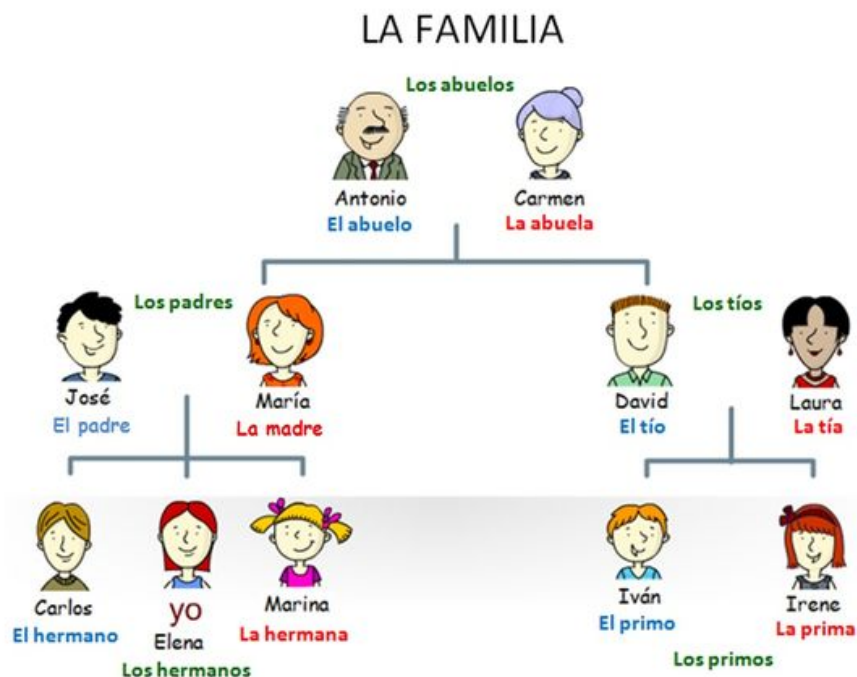 LA FAMILIA
Los abuelos
Antonio
El abuelo
Carmen
La abuela
Los padres
José
El padre
María
La madre
Los tíos
David
El tío
Laura
La tía
Carlos
El hermano
yo
Elena
Marina
La hermana
Los hermanos
Iván
El primo
Irene
La prima
Los primos